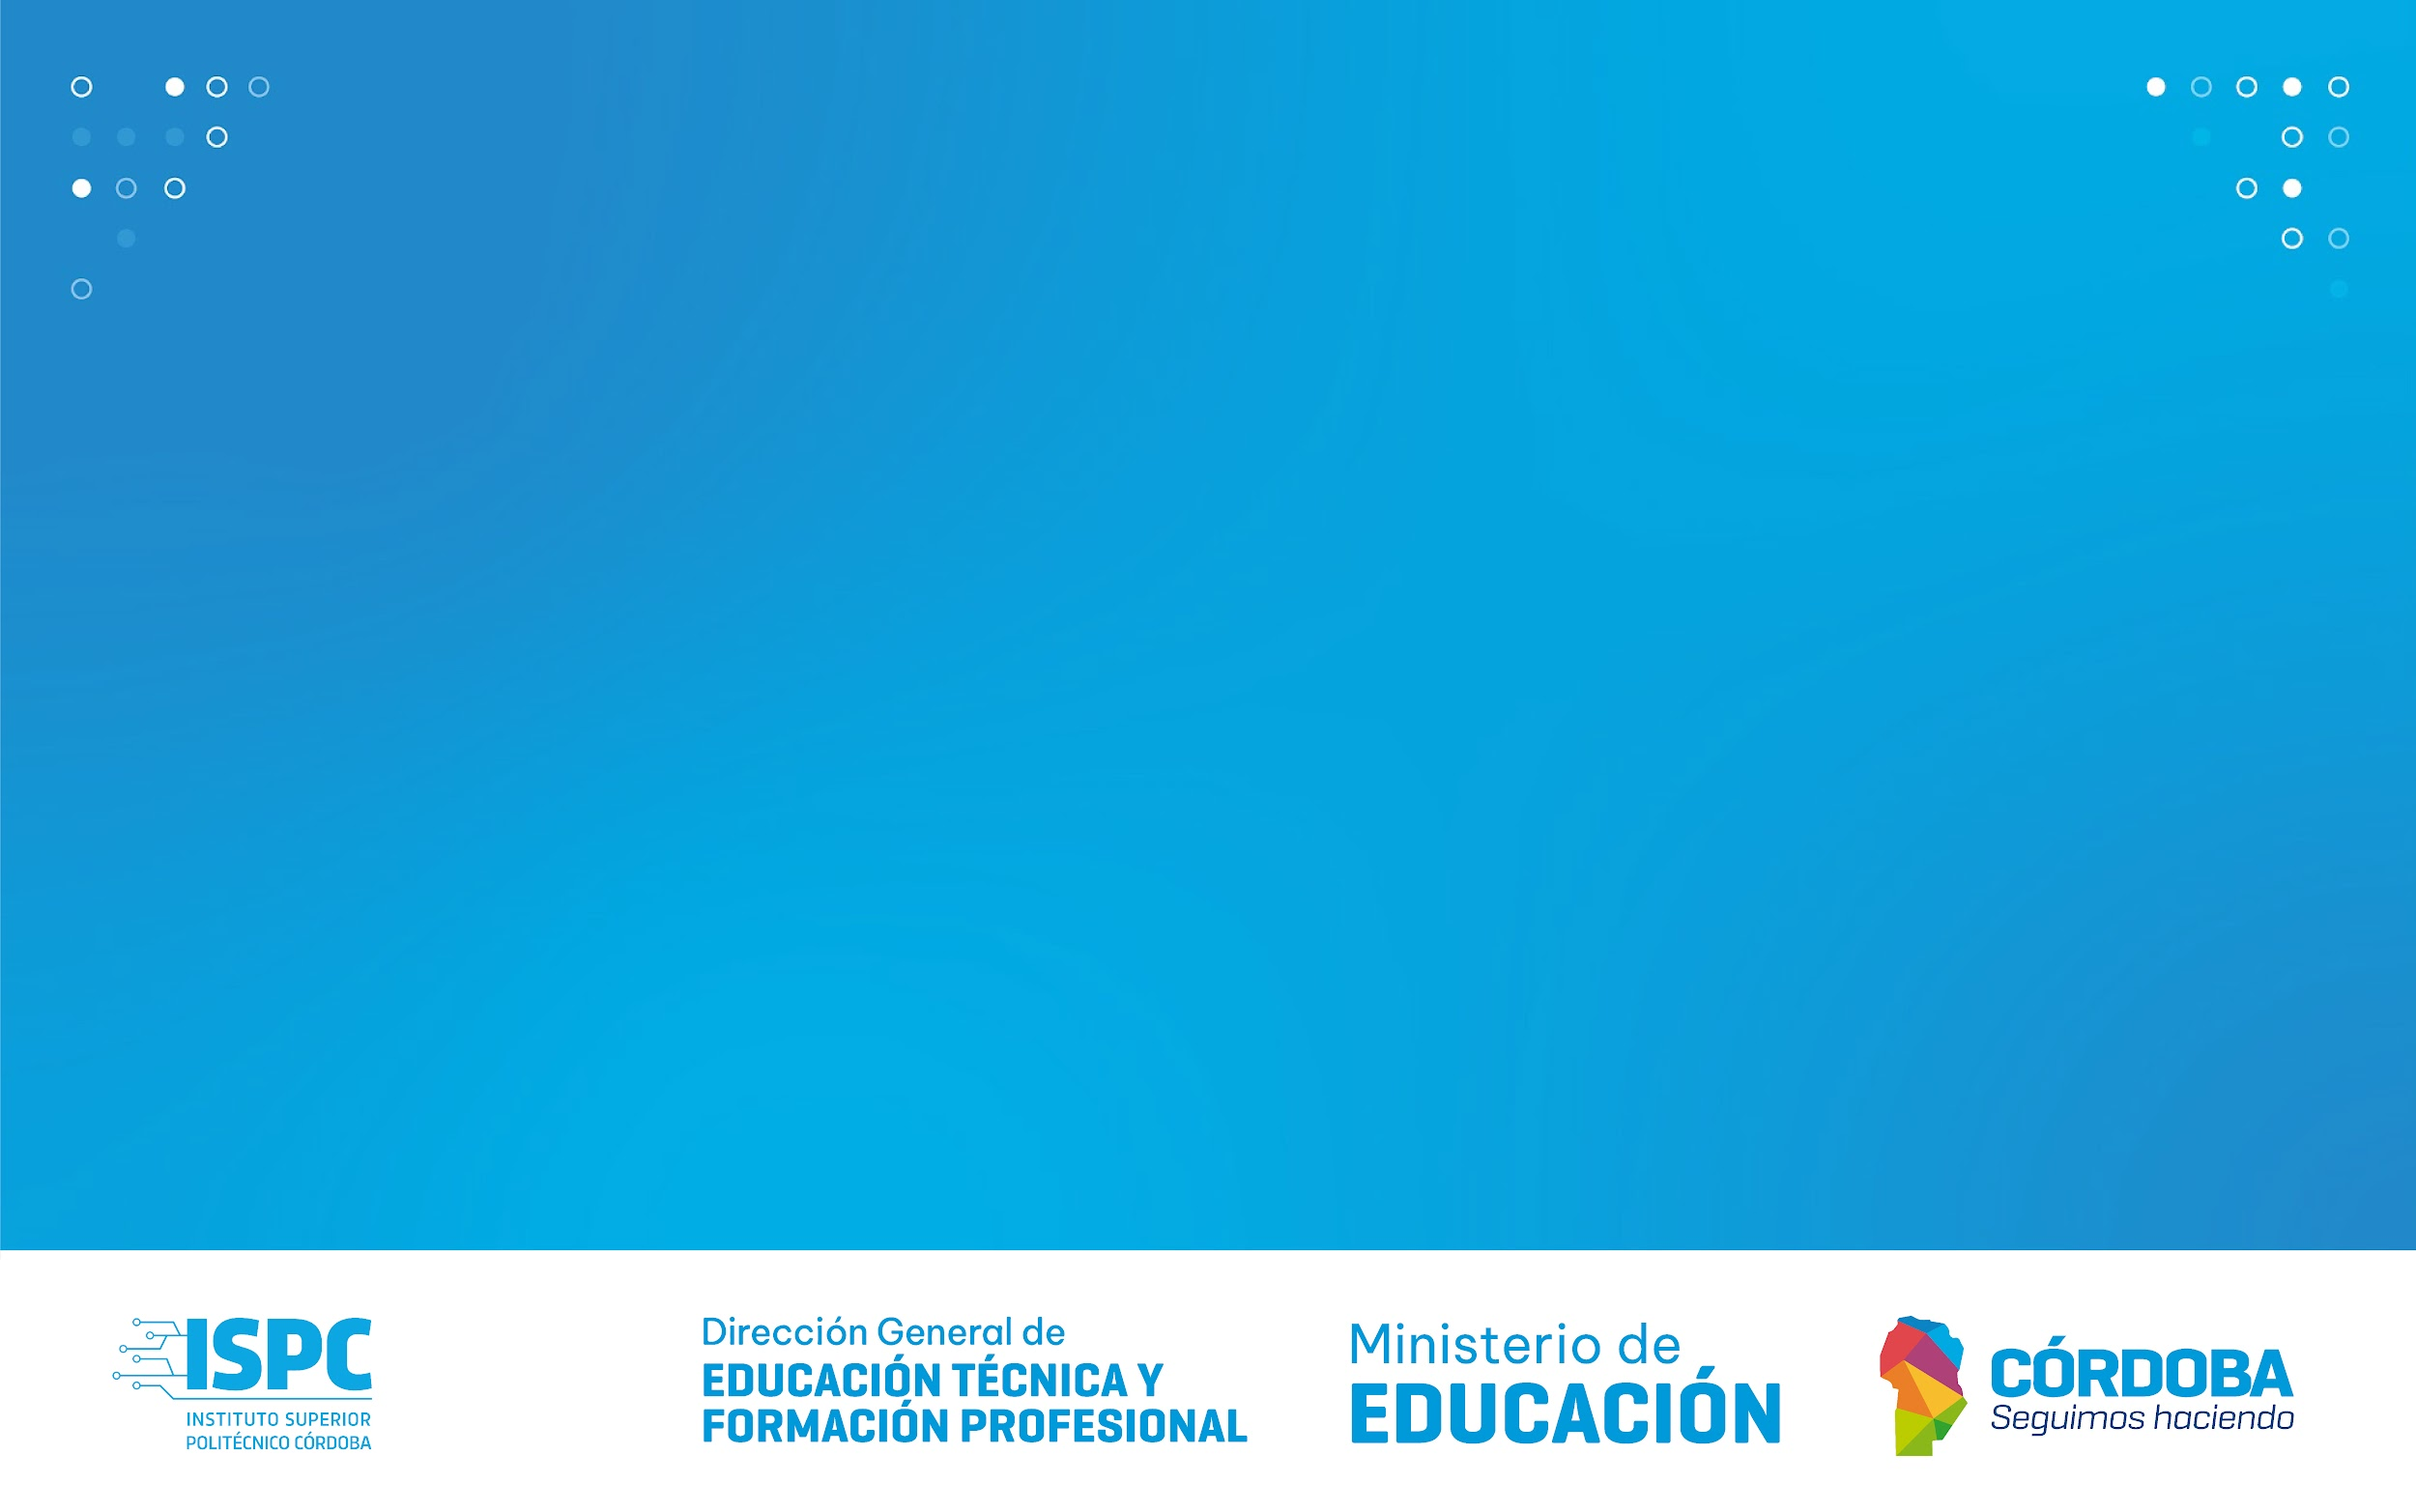 ISPC
INSTITUTO SUPERIOR
POLITÉCNICO CÓRDOBA
Dirección General de
EDUCACIÓN TÉCNICA Y
FORMACIÓN PROFESIONAL
Ministerio de
EDUCACIÓN
CÓRDOBA
Seguimos haciendo